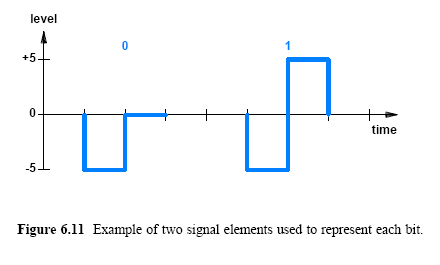 level
0 1
+5
0
time
-5
Figure 6.11 Example of two signal elements used to represent each bit.